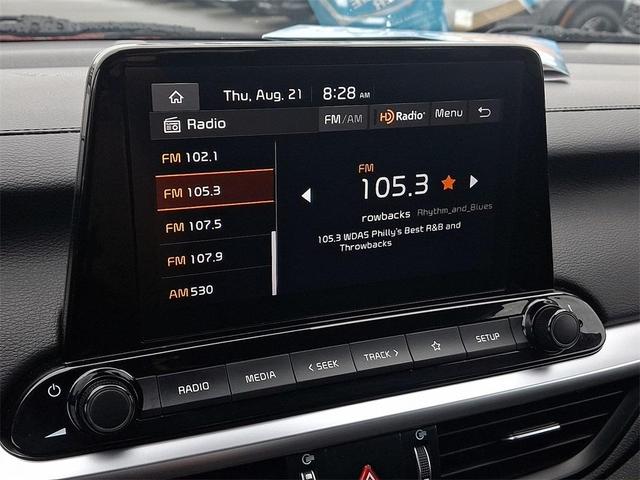 Thu, Aug. 21 8:28 AM
Radio FM/AM HD Radio Menu
FM 102.1
FM 105.3
FM 107.5
FM 107.9
AM 530
FM
105.3
rowbacks Rhythm_and_Blues
105.3 WDAS Philly's Best R&B and
Throwbacks
RADIO MEDIA < SEEK TRACK > SETUP